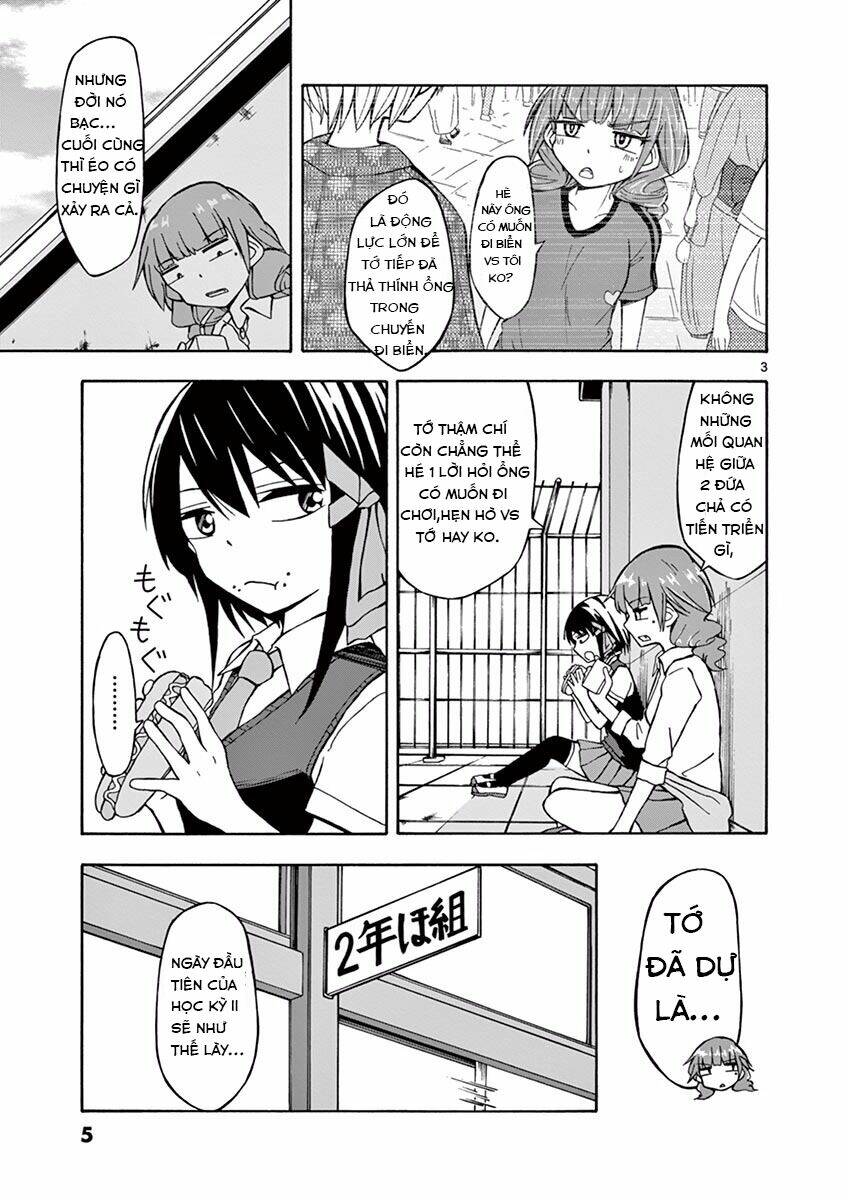 HÈ
NÀY ÔNG
CÓ MUỐN
ĐI BIỂN
VS TÔI
KO?
ĐÓ
LÀ ĐỘNG
LỰC LỚN ĐỂ
TỚ TIẾP ĐÀ
THẢ THÍNH ỔNG
TRONG
CHUYẾN
ĐI BIỂN.
NHƯNG
ĐỜI NÓ
BẠC...
CUỐI CÙNG
THÌ ÉO CÓ
CHUYỆN GÌ
XẢY RA CẢ.
3
KHÔNG
NHỮNG
MỐI QUAN
HỆ GIỮA
2 ĐỨA
CHẢ CÓ
TIẾN TRIỂN
GÌ,
TỚ THẬM CHÍ
CÒN CHẲNG THỂ
HÉ 1 LỜI HỎI ỔNG
CÓ MUỐN ĐI
CHƠI,HẸN HÒ VS
TỚ HAY KO.
もぐもぐ
.........
TỚ
ĐÃ DỰ
LÀ...
2年ほ組
NGÀY ĐẦU
TIÊN CỦA
HỌC KỲ II
SẼ NHƯ
THẾ LÀY...
5